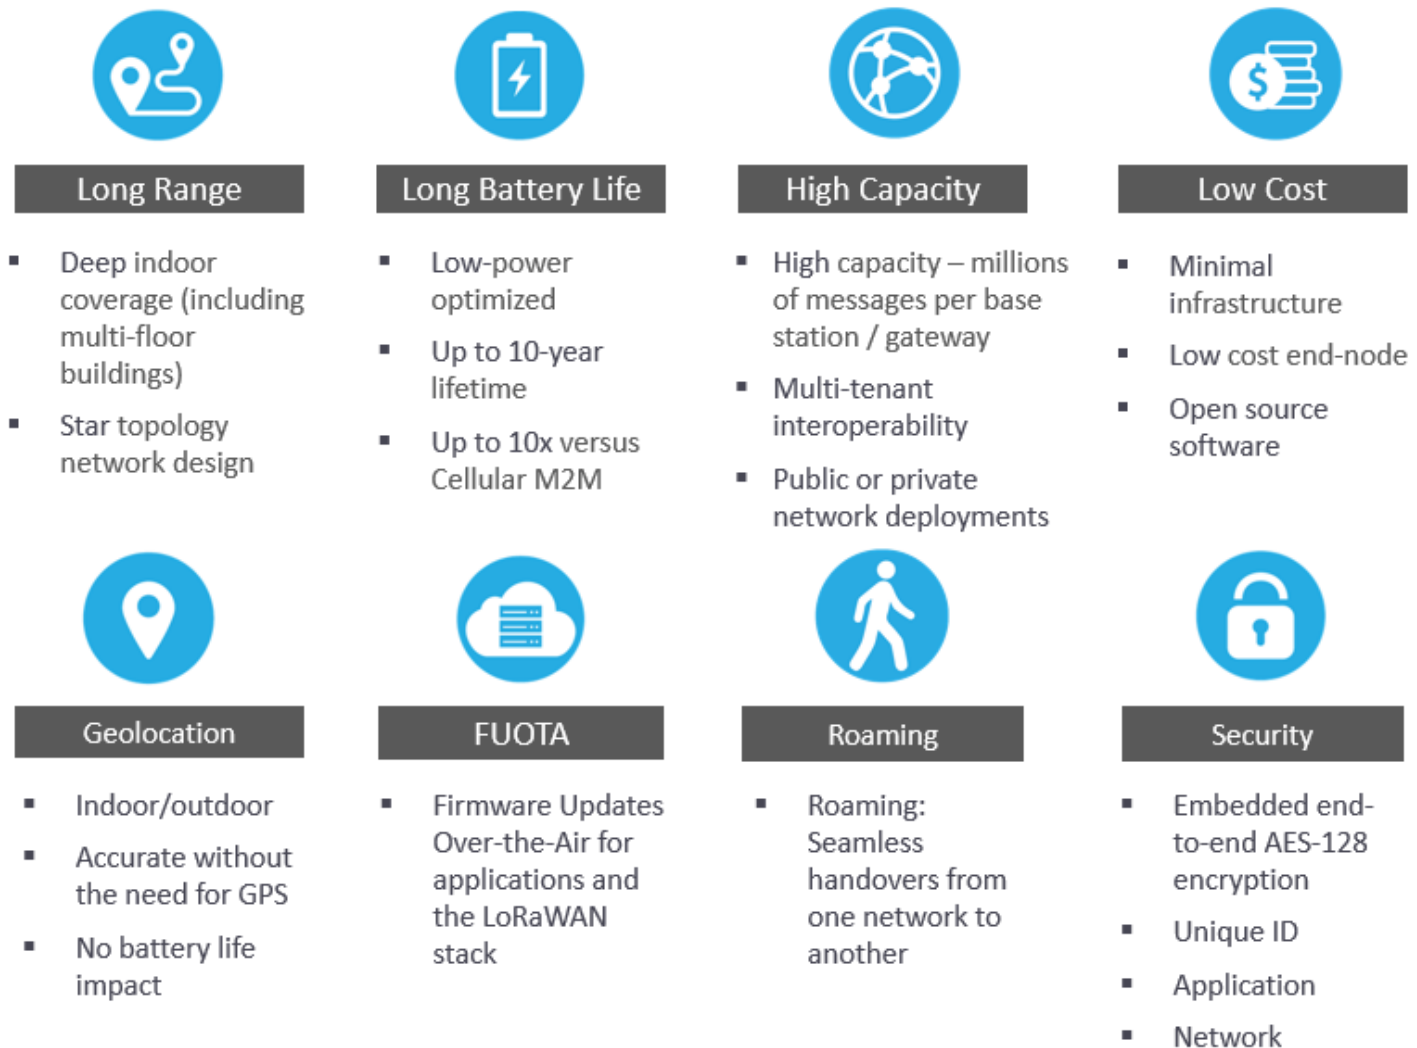 Long Range
Deep indoor
coverage (including
multi-floor
buildings)
Star topology
network design
Long Battery Life
Low-power
optimized
Up to 10-year
lifetime
Up to 10x versus
Cellular M2M
High Capacity
High capacity – millions
of messages per base
station / gateway
Multi-tenant
interoperability
Public or private
network deployments
$
Low Cost
Minimal
infrastructure
Low cost end-node
Open source
software
Geolocation
Indoor/outdoor
Accurate without
the need for GPS
No battery life
impact
FUOTA
Firmware Updates
Over-the-Air for
applications and
the LoRaWAN
stack
Roaming
Roaming:
Seamless
handovers from
one network to
another
Security
Embedded end-
to-end AES-128
encryption
Unique ID
Application
Network